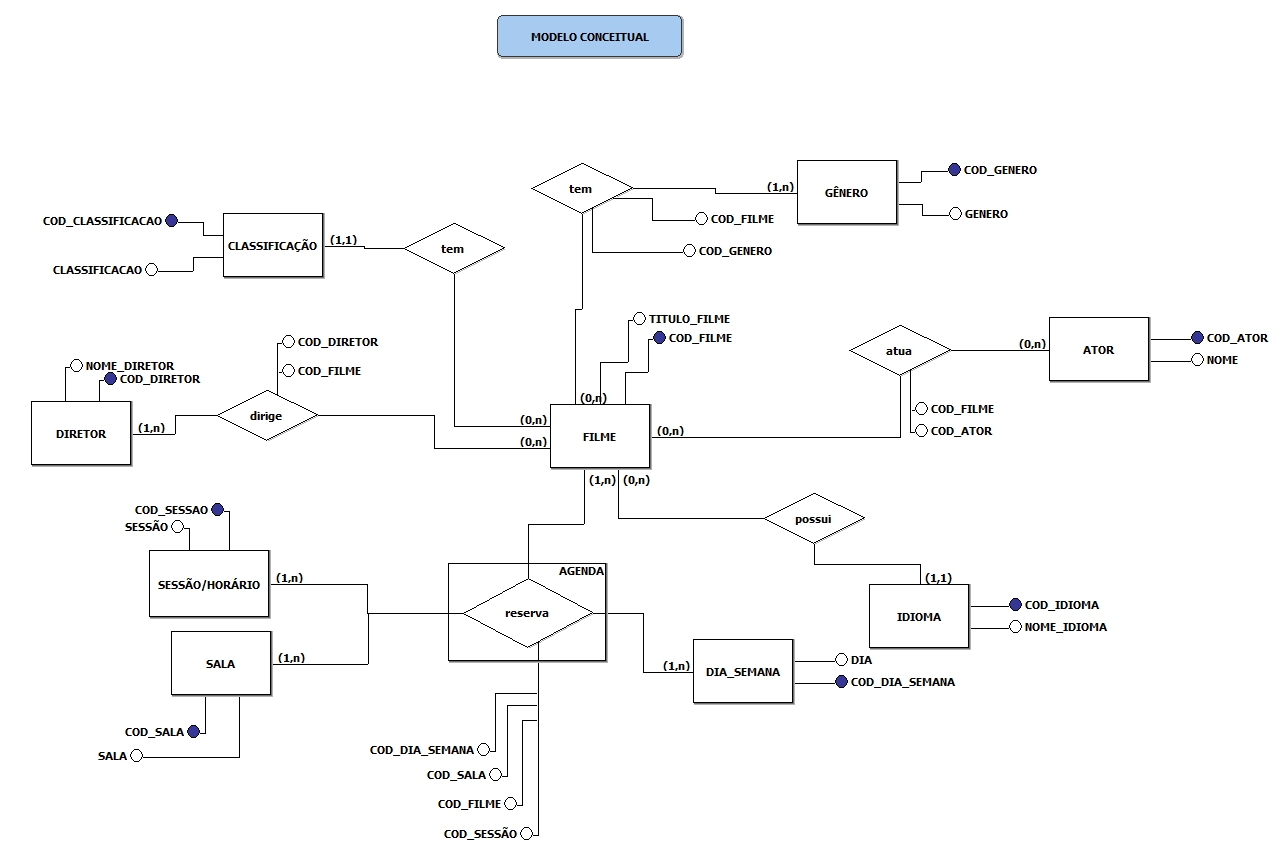 MODELO CONCEITUAL
tem
(1,n)
GÊNERO
COD_GENERO
GENERO
COD_FILME
COD_GENERO
COD_CLASSIFICACAO
CLASSIFICACAO
CLASSIFICAÇÃO
(1,1)
tem
TITULO_FILME
COD_FILME
COD_DIRETOR
COD_FILME
NOME_DIRETOR
COD_DIRETOR
DIRETOR
(1,n)
dirige
(0,n)
(0,n)
(0,n)
FILME
(0,n)
atua
(0,n)
ATOR
COD_ATOR
NOME
COD_FILME
COD_ATOR
(1,n)
(0,n)
possui
(1,1)
IDIOMA
COD_IDIOMA
NOME_IDIOMA
COD_SESSAO
SESSÃO
SESSÃO/HORÁRIO
(1,n)
AGENDA
reserva
SALA
(1,n)
COD_SALA
SALA
(1,n)
DIA_SEMANA
DIA
COD_DIA_SEMANA
COD_DIA_SEMANA
COD_SALA
COD_FILME
COD_SESSÃO